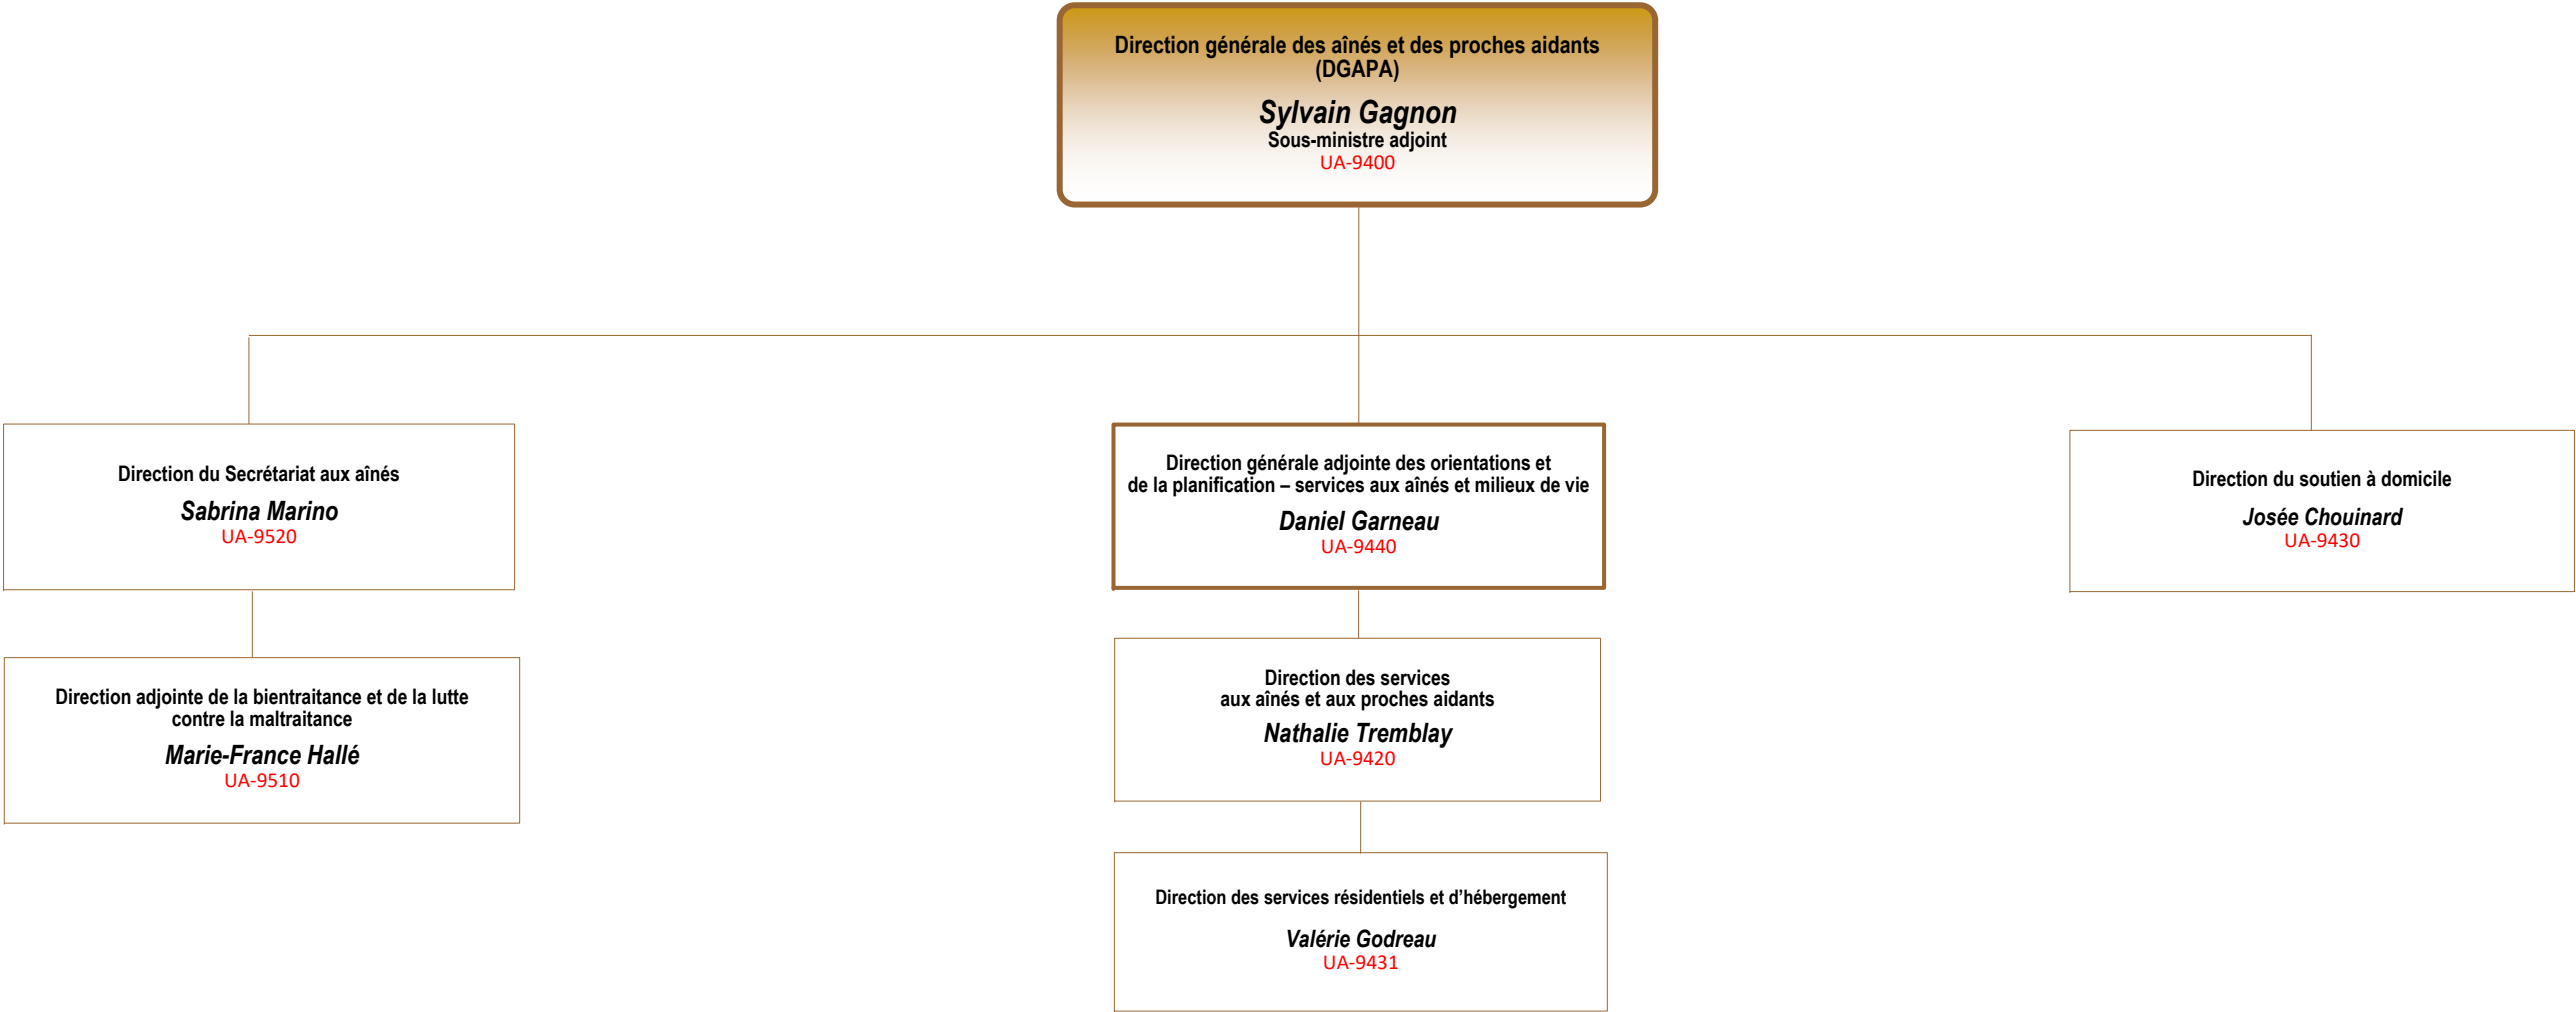 Direction générale des aînés et des proches aidants
(DGAPA)
Sylvain Gagnon
Sous-ministre adjoint
UA-9400
Direction du Secrétariat aux aînés
Sabrina Marino
UA-9520
Direction adjointe de la bientraitance et de la lutte
contre la maltraitance
Marie-France Hallé
UA-9510
Direction générale adjointe des orientations et
de la planification – services aux aînés et milieux de vie
Daniel Garneau
UA-9440
Direction des services
aux aînés et aux proches aidants
Nathalie Tremblay
UA-9420
Direction des services résidentiels et d’hébergement
Valérie Godreau
UA-9431
Direction du soutien à domicile
Josée Chouinard
UA-9430